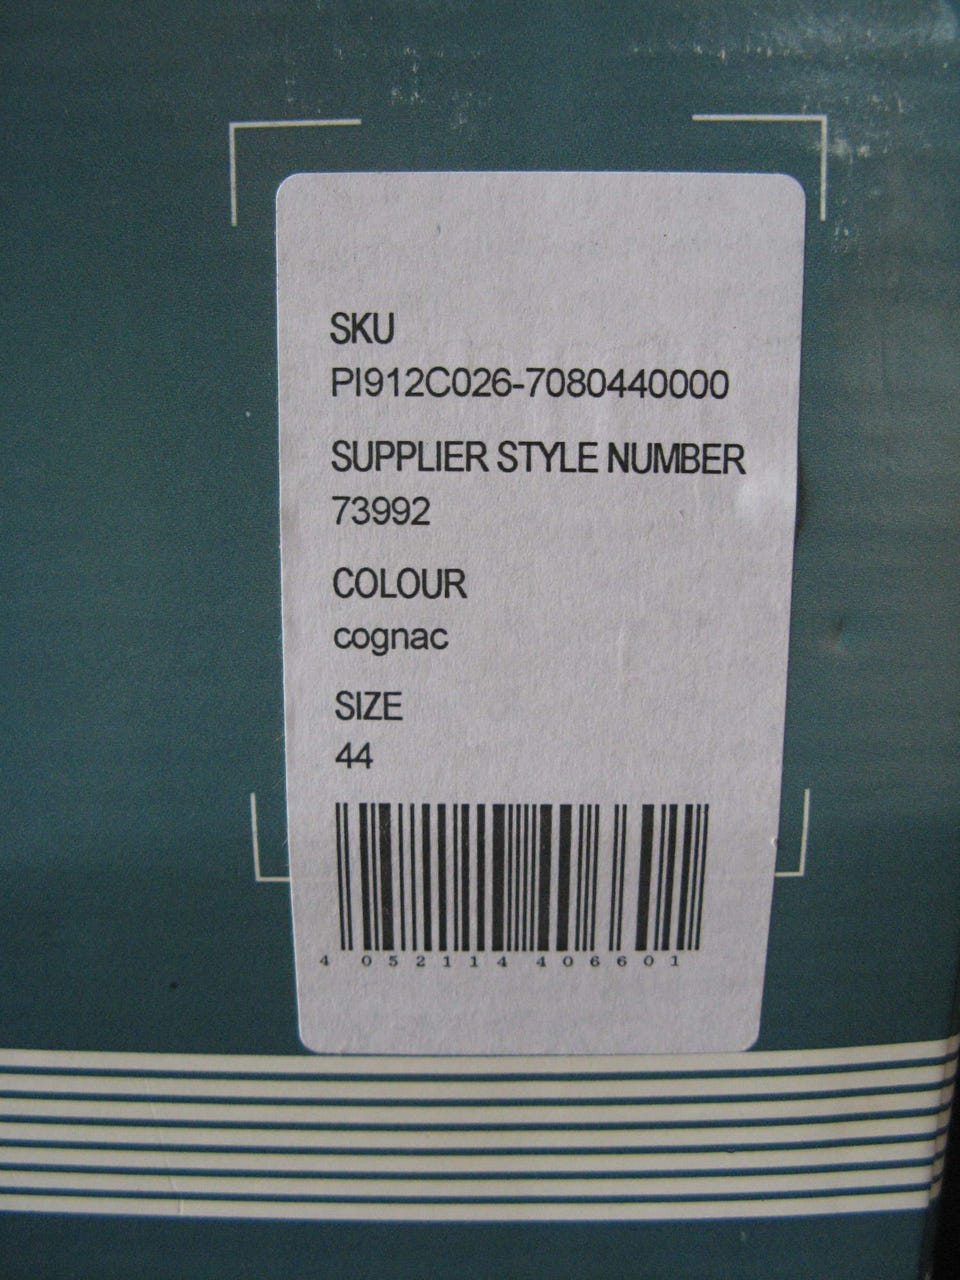 SKU
PI912C026-7080440000
SUPPLIER STYLE NUMBER
73992
COLOUR
cognac
SIZE
44
4 052114 406601